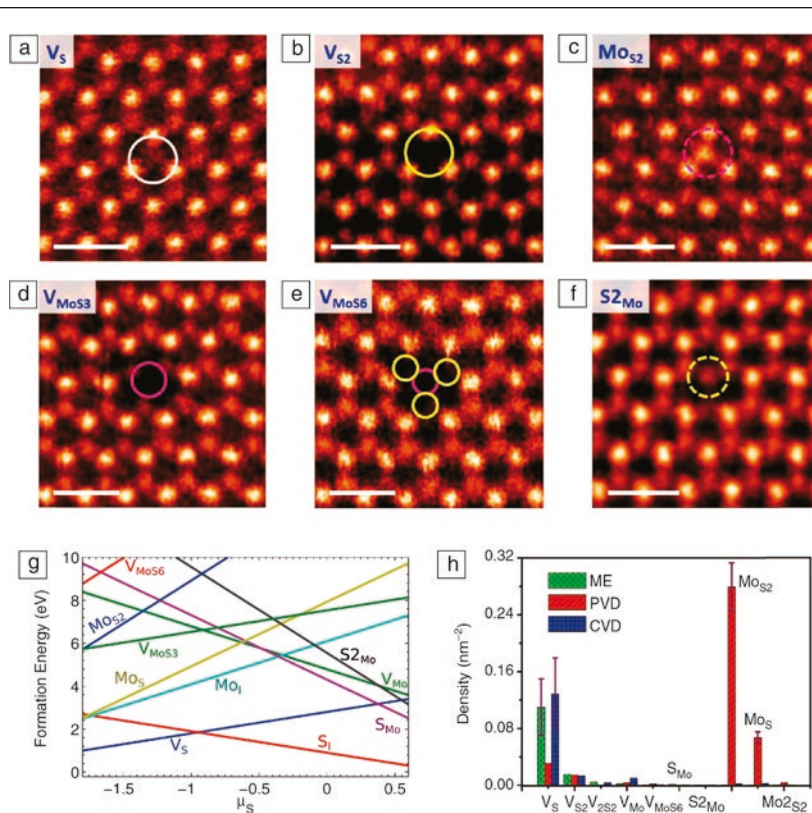 a
V_S
b
V_S2
c
Mo_S2
d
V_MoS3
e
V_MoS6
f
S2_Mo
g
Formation Energy (eV)
10
8
6
4
2
0
-1.5
-1
-0.5
0
0.5
μ_S
V_MoS6
Mo_S2
V_MoS3
Mo_S
Mo_I
S2_Mo
V_Mo
S_Mo
V_S
S_I
h
Density (nm⁻²)
0.32
0.24
0.16
0.08
0.00
ME
PVD
CVD
Mo_S2
Mo_S
S_Mo
V_S V_S2 V_2S2 V_Mo V_MoS6 S2_Mo Mo2_S2